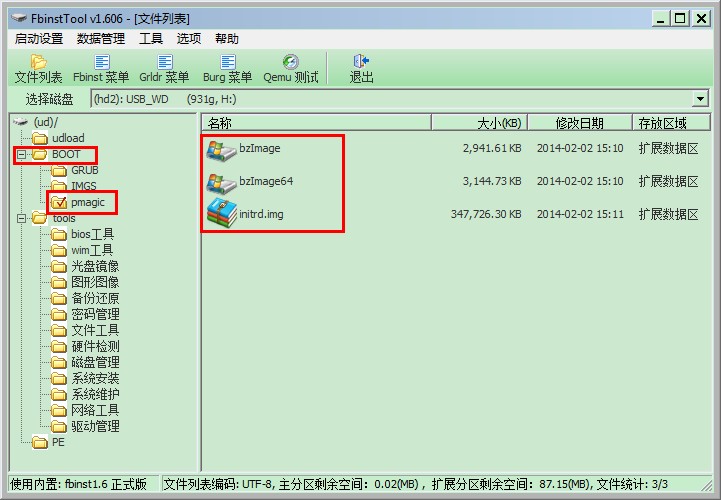 FbinstTool v1.606 - [文件列表]
启动设置 数据管理 工具 选项 帮助
文件列表 Fbinst 菜单 Grldr 菜单 Burg 菜单 Qemu 测试 退出
选择磁盘 (hd2): USB_WD (931g, H:)
(ud)/
udload
BOOT
GRUB
IMGS
pmagic
tools
bios工具
wim工具
光盘镜像
图形图像
备份还原
密码管理
文件工具
硬件检测
磁盘管理
系统安装
系统维护
网络工具
驱动管理
PE
名称 大小(KB) 修改日期 存放区域
bzImage 2,941.61 KB 2014-02-02 15:10 扩展数据区
bzImage64 3,144.73 KB 2014-02-02 15:10 扩展数据区
initrd.img 347,726.30 KB 2014-02-02 15:11 扩展数据区
使用内置: fbinst1.6 正式版 文件列表编码: UTF-8, 主分区剩余空间: 0.02(MB) , 扩展分区剩余空间: 87.15(MB), 文件统计: 3/3